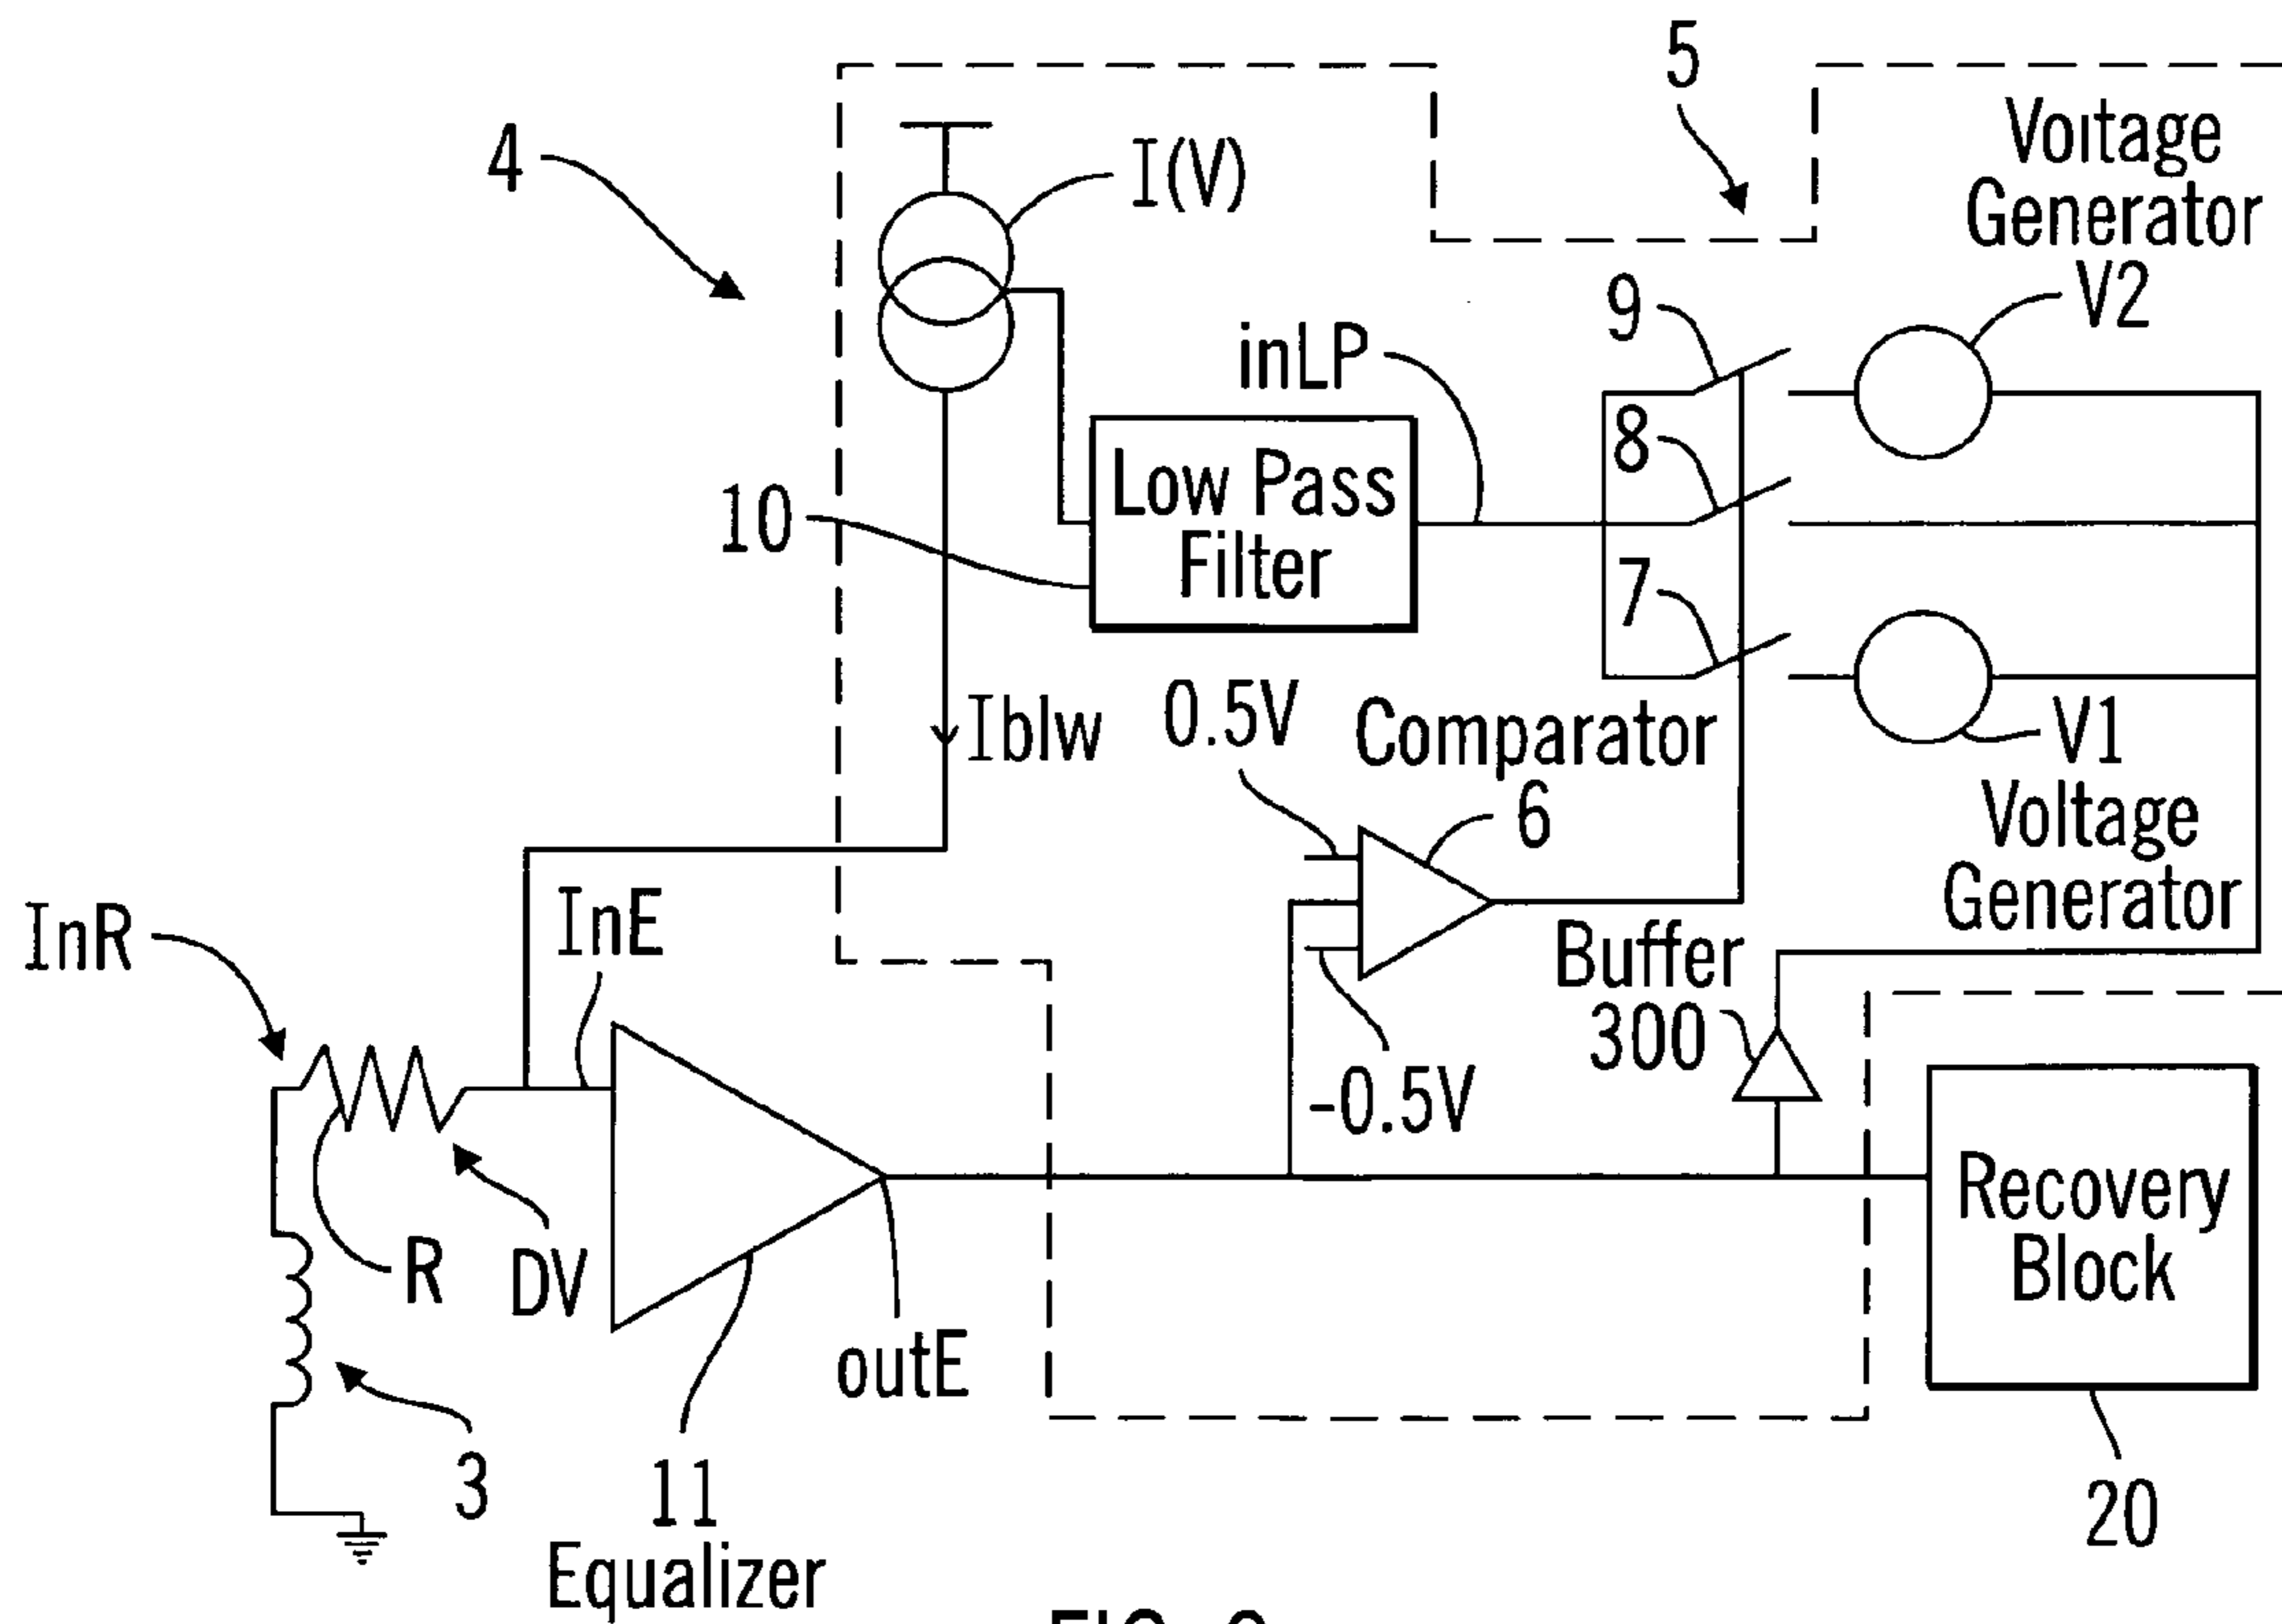 5
Voltage
Generator
V2
4
I(V)
9
inLP
8
10
Low Pass
Filter
7
0.5V
Comparator
6
V1
Voltage
Generator
Iblw
InR
InE
Buffer
300
-0.5V
R
DV
outE
Recovery
Block
3
11
Equalizer
20